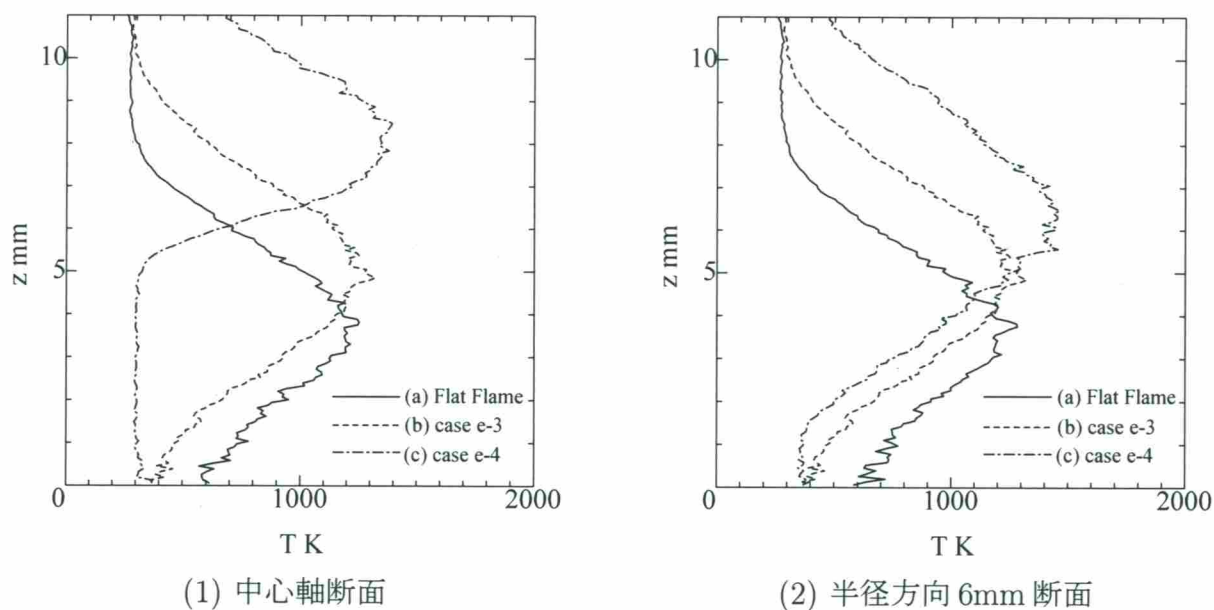 10
5
0
1000
2000
z mm
T K
(a) Flat Flame
(b) case e-3
(c) case e-4
(1) 中心軸断面
10
5
0
1000
2000
z mm
T K
(a) Flat Flame
(b) case e-3
(c) case e-4
(2) 半径方向 6mm 断面